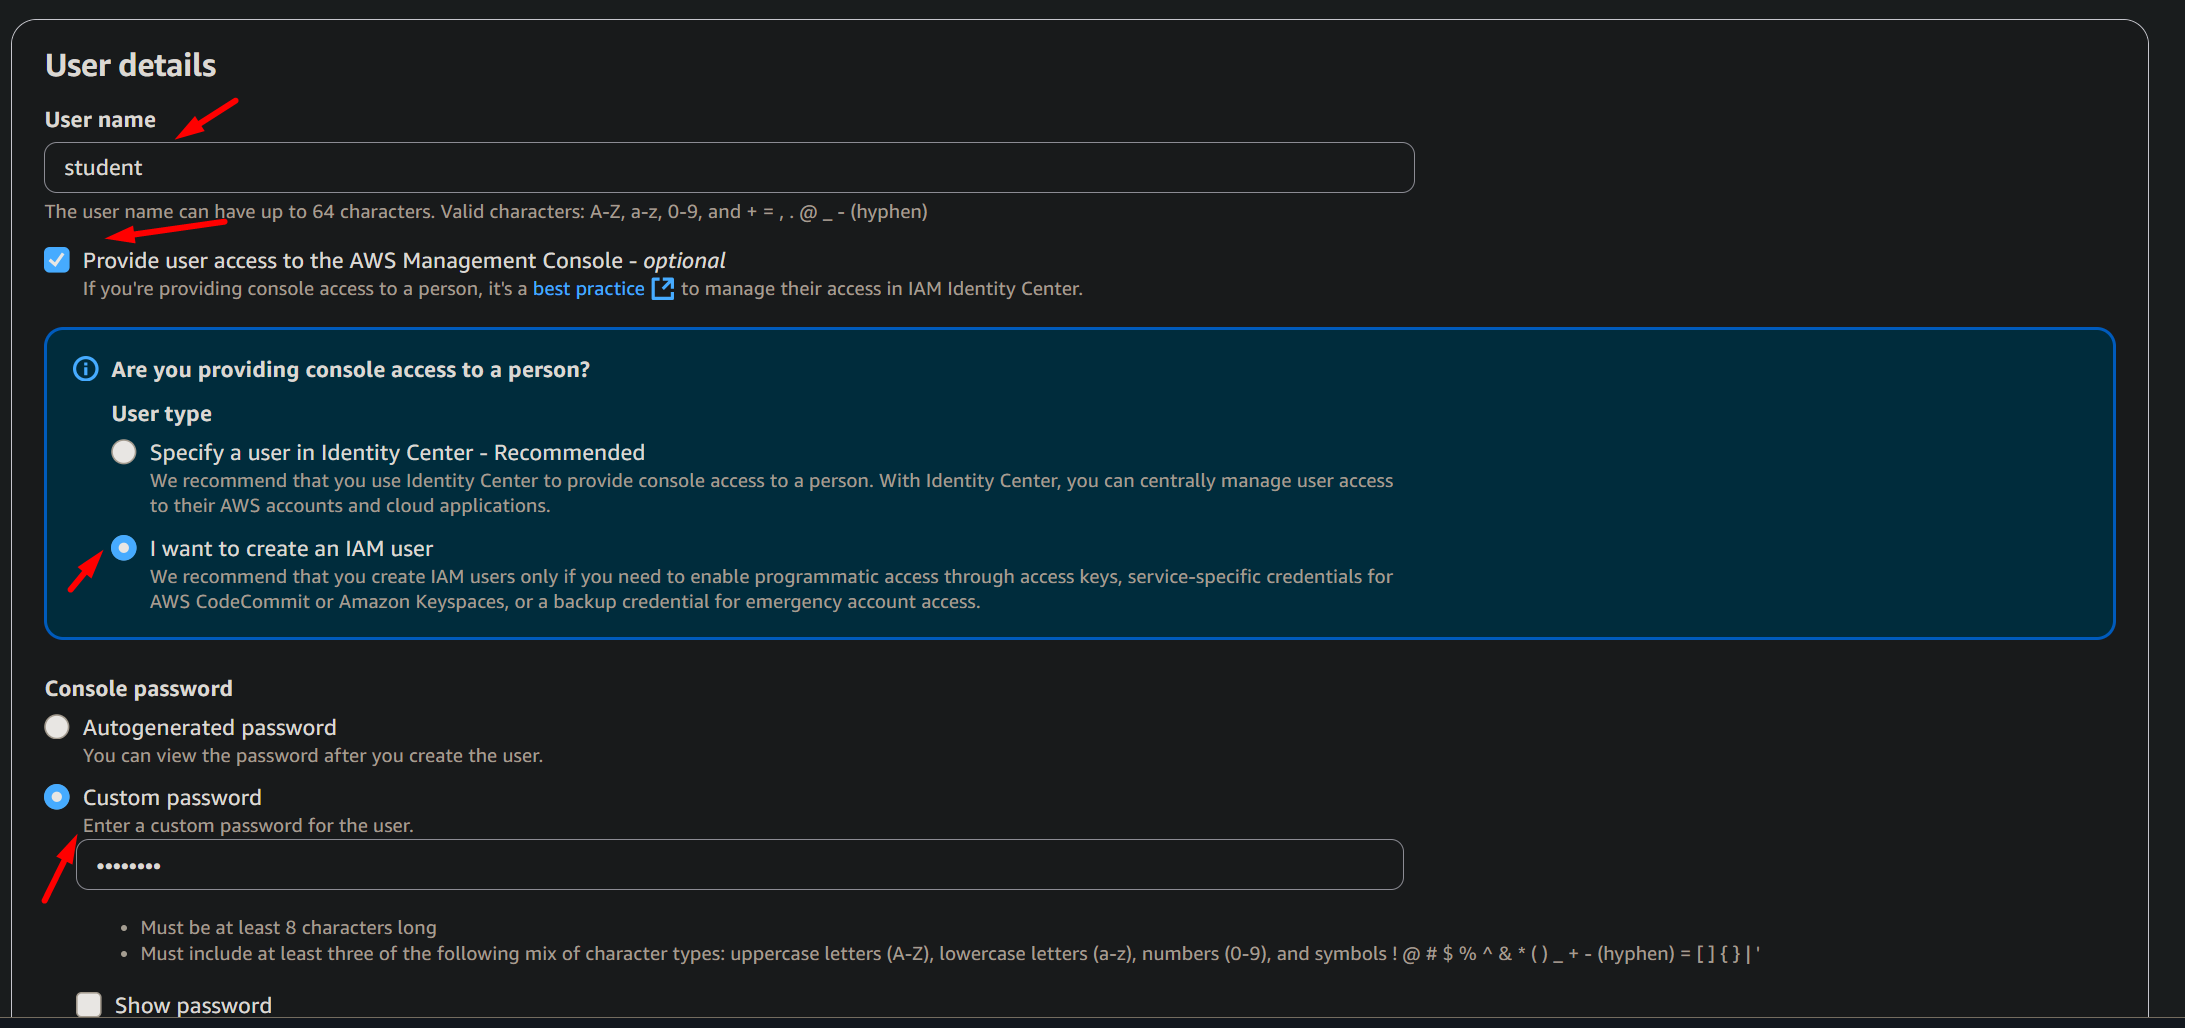 User details
User name
student
The user name can have up to 64 characters. Valid characters: A-Z, a-z, 0-9, and + = , . @ _ - (hyphen)
Provide user access to the AWS Management Console - optional
If you're providing console access to a person, it's a best practice to manage their access in IAM Identity Center.
Are you providing console access to a person?
User type
Specify a user in Identity Center - Recommended
We recommend that you use Identity Center to provide console access to a person. With Identity Center, you can centrally manage user access
to their AWS accounts and cloud applications.
I want to create an IAM user
We recommend that you create IAM users only if you need to enable programmatic access through access keys, service-specific credentials for
AWS CodeCommit or Amazon Keyspaces, or a backup credential for emergency account access.
Console password
Autogenerated password
You can view the password after you create the user.
Custom password
Enter a custom password for the user.
••••••••
• Must be at least 8 characters long
• Must include at least three of the following mix of character types: uppercase letters (A-Z), lowercase letters (a-z), numbers (0-9), and symbols ! @ # $ % ^ & * ( ) _ + - (hyphen) = [ ] { } | '
Show password